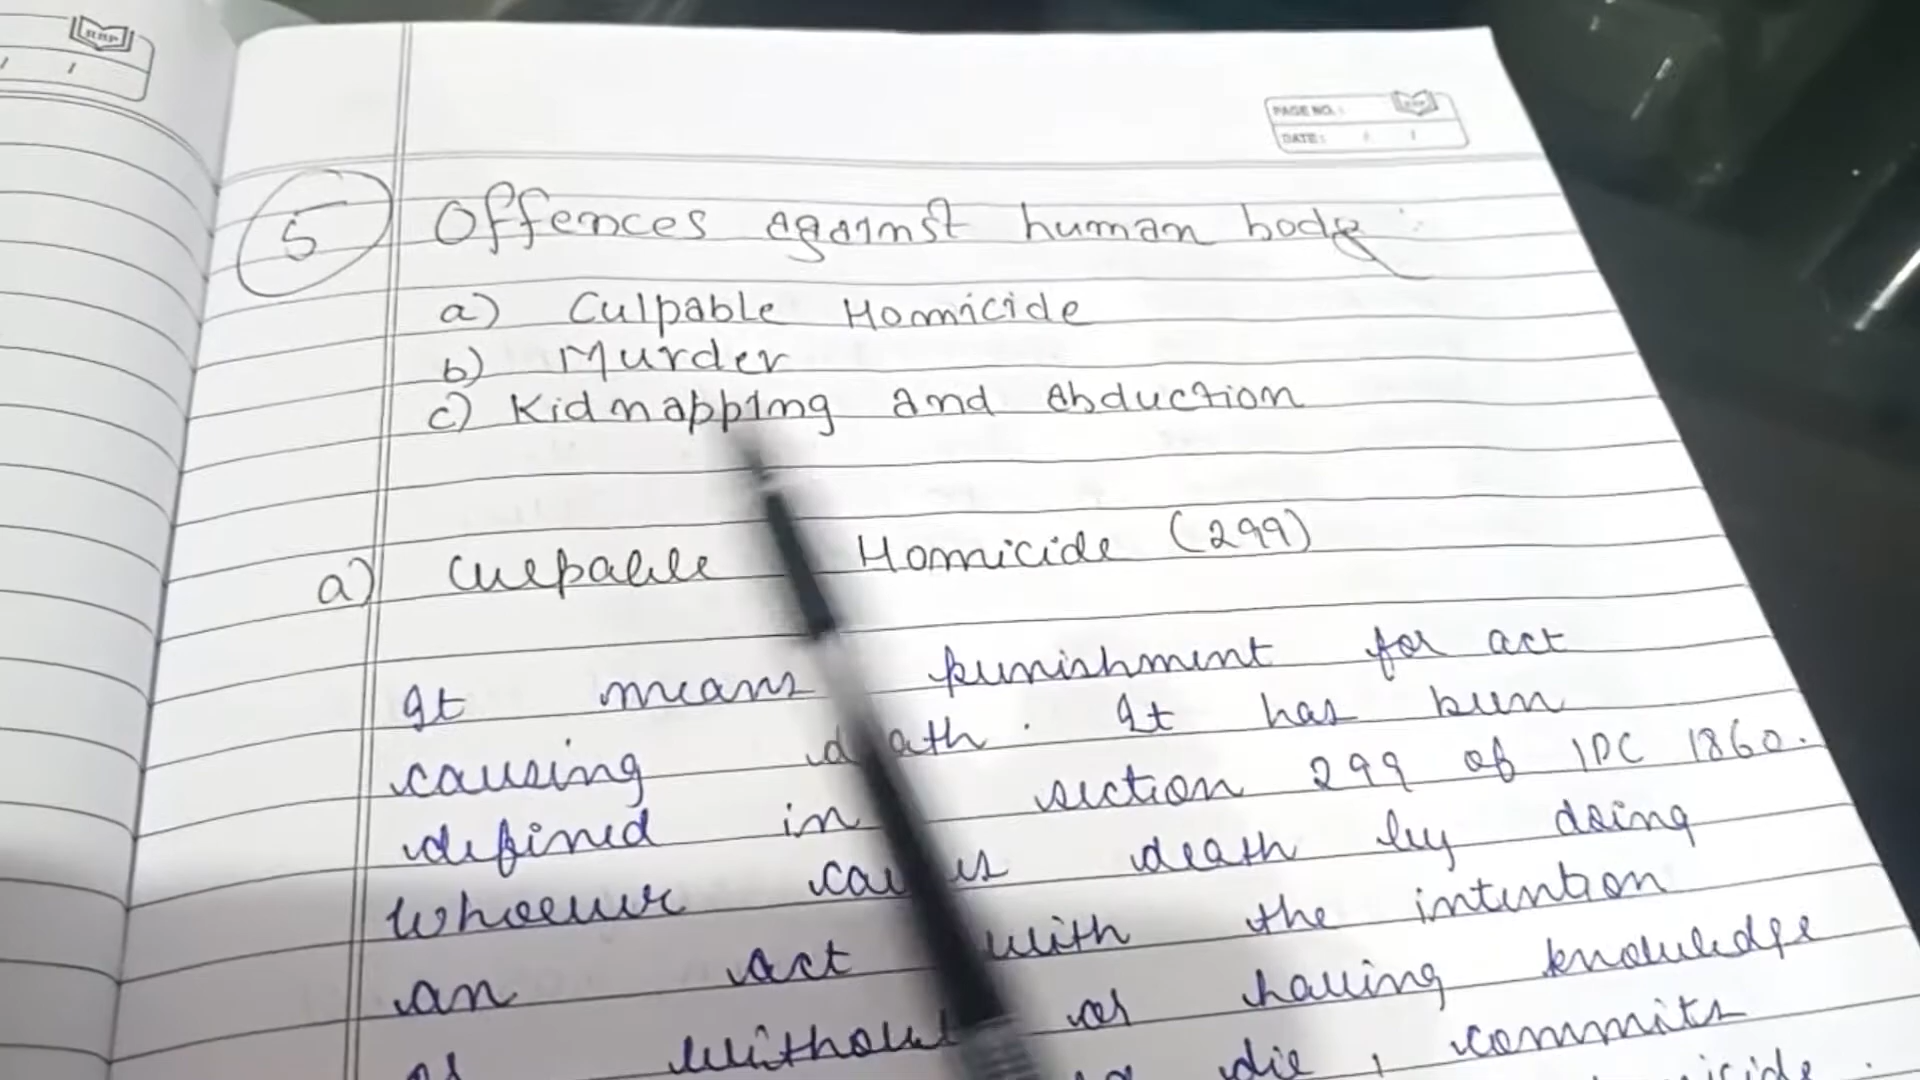 PAGE NO. :
DATE : / /
5 Offences against human body :
a) Culpable Homicide
b) Murder
c) Kidnapping and Abduction
a) Culpable Homicide (299)
It means punishment for act
causing death. It has been
defined in section 299 of IPC 1860.
Whoever causes death by doing
an act with the intention
of without or having knowledge
die, commits